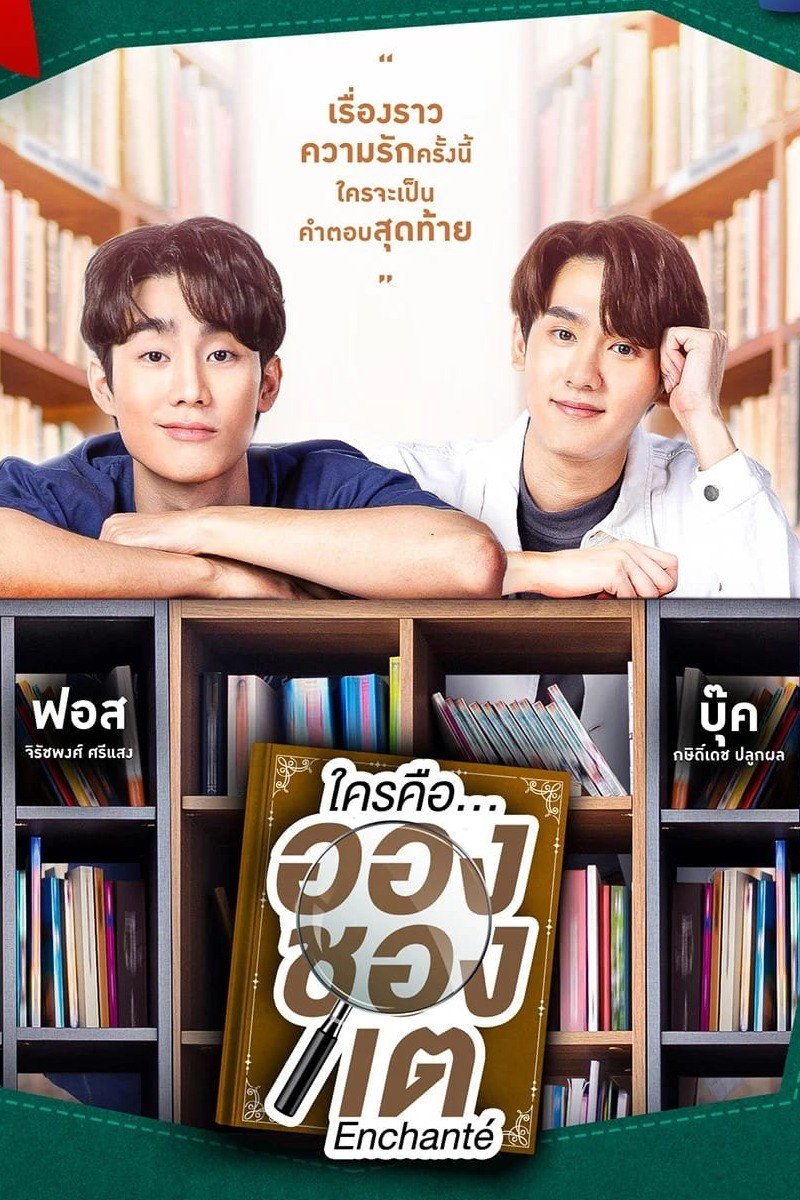 “
เรื่องราว
ความรักครั้งนี้
ใครจะเป็น
คำตอบสุดท้าย
”
ฟอส
จิรัชพงศ์ ศรีแสง
บุ๊ค
กษิดิ์เดช ปลูกผล
ใครคือ...
ออง
ซอง
เต
Enchanté